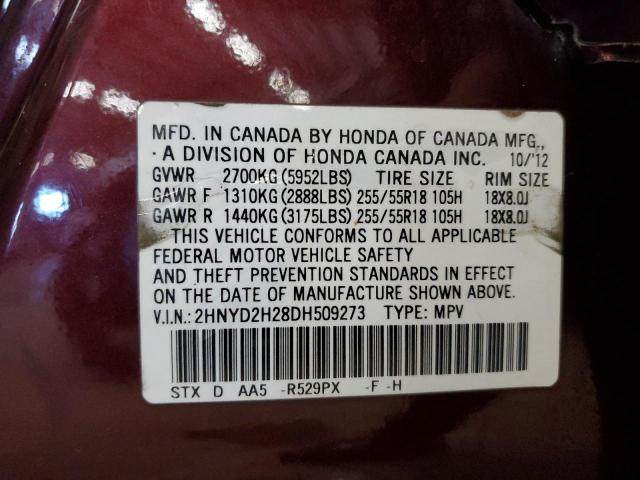 MFD. IN CANADA BY HONDA OF CANADA MFG.,
A DIVISION OF HONDA CANADA INC. 10/'12
GVWR 2700KG (5952LBS) TIRE SIZE RIM SIZE
GAWR F 1310KG (2888LBS) 255/55R18 105H 18X8.0J
GAWR R 1440KG (3175LBS) 255/55R18 105H 18X8.0J
THIS VEHICLE CONFORMS TO ALL APPLICABLE
FEDERAL MOTOR VEHICLE SAFETY
AND THEFT PREVENTION STANDARDS IN EFFECT
ON THE DATE OF MANUFACTURE SHOWN ABOVE.
V.I.N.: 2HNYD2H28DH509273 TYPE: MPV
STX D AA5 -R529PX -F -H